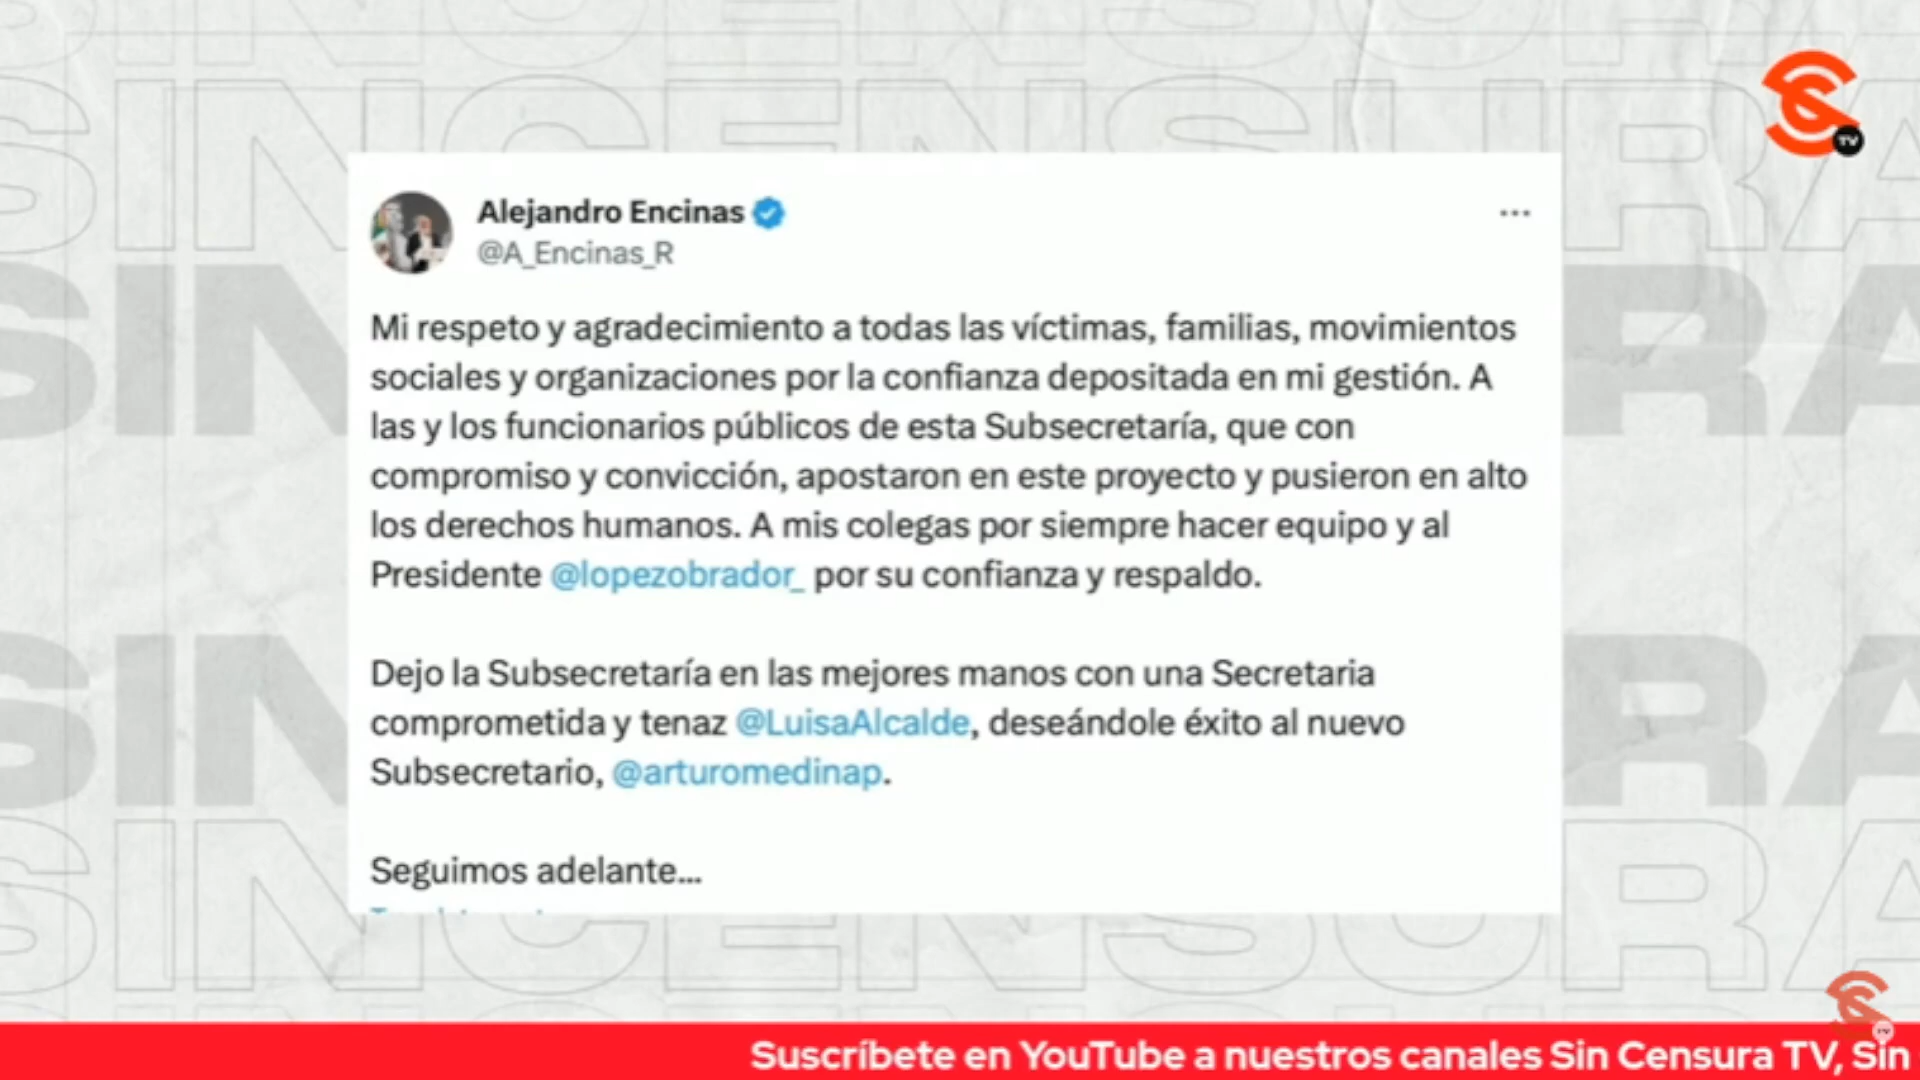 SINCENSURA
TV
Alejandro Encinas
@A_Encinas_R
Mi respeto y agradecimiento a todas las víctimas, familias, movimientos
sociales y organizaciones por la confianza depositada en mi gestión. A
las y los funcionarios públicos de esta Subsecretaría, que con
compromiso y convicción, apostaron en este proyecto y pusieron en alto
los derechos humanos. A mis colegas por siempre hacer equipo y al
Presidente @lopezobrador_ por su confianza y respaldo.
Dejo la Subsecretaría en las mejores manos con una Secretaria
comprometida y tenaz @LuisaAlcalde, deseándole éxito al nuevo
Subsecretario, @arturomedinap.
Seguimos adelante...
SINCENSURA
TV
Suscríbete en YouTube a nuestros canales Sin Censura TV, Sin